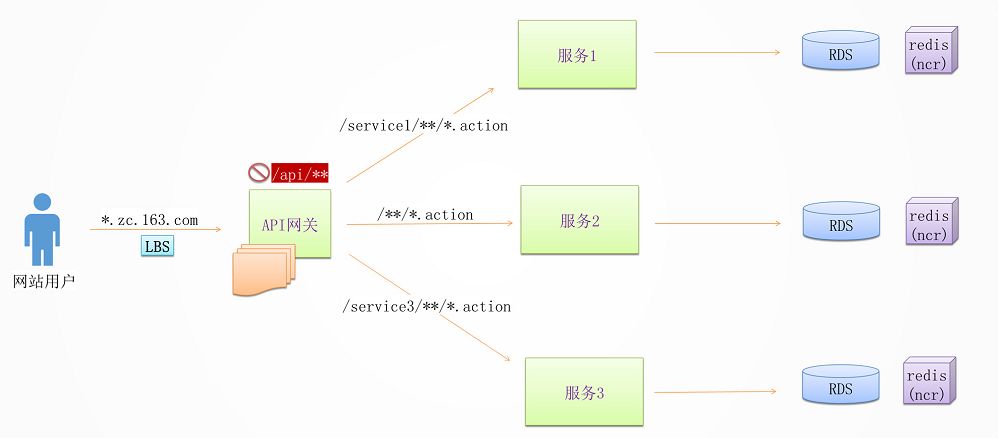 服务1
RDS
redis
(ncr)
/service1/**/*.action
/api/**
*.zc.163.com
LBS
API网关
/**/*.action
服务2
RDS
redis
(ncr)
网站用户
/service3/**/*.action
服务3
RDS
redis
(ncr)